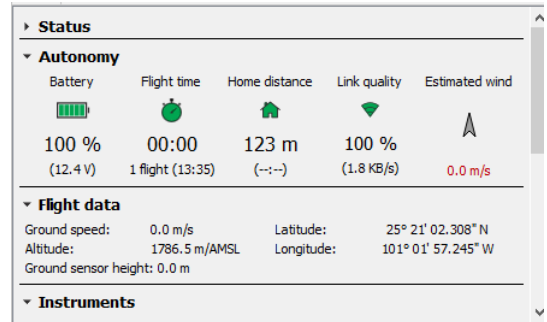 Status
Autonomy
Battery Flight time Home distance Link quality Estimated wind
100 % 00:00 123 m 100 %
(12.4 V) 1 flight (13:35) (--:--) (1.8 KB/s) 0.0 m/s
Flight data
Ground speed: 0.0 m/s Latitude: 25° 21' 02.308" N
Altitude: 1786.5 m/AMSL Longitude: 101° 01' 57.245" W
Ground sensor height: 0.0 m
Instruments